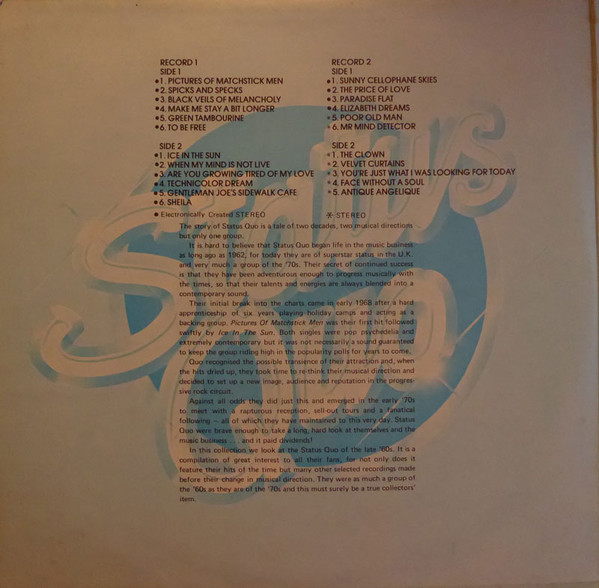 RECORD 1
SIDE 1
• 1. PICTURES OF MATCHSTICK MEN
• 2. SPICKS AND SPECKS
• 3. BLACK VEILS OF MELANCHOLY
• 4. MAKE ME STAY A BIT LONGER
• 5. GREEN TAMBOURINE
• 6. TO BE FREE
SIDE 2
• 1. ICE IN THE SUN
• 2. WHEN MY MIND IS NOT LIVE
• 3. ARE YOU GROWING TIRED OF MY LOVE
• 4. TECHNICOLOR DREAM
• 5. GENTLEMAN JOE'S SIDEWALK CAFE
• 6. SHEILA
• Electronically Created STEREO
RECORD 2
SIDE 1
• 1. SUNNY CELLOPHANE SKIES
• 2. THE PRICE OF LOVE
* 3. PARADISE FLAT
• 4. ELIZABETH DREAMS
• 5. POOR OLD MAN
• 6. MR MIND DETECTOR
SIDE 2
* 1. THE CLOWN
* 2. VELVET CURTAINS
* 3. YOU'RE JUST WHAT I WAS LOOKING FOR TODAY
* 4. FACE WITHOUT A SOUL
* 5. ANTIQUE ANGELIQUE
* STEREO
The story of Status Quo is a tale of two decades, two musical directions
but only one group.
It is hard to believe that Status Quo began life in the music business
as long ago as 1962, for today they are of superstar status in the U.K.
and very much a group of the '70s. Their secret of continued success
is that they have been adventurous enough to progress musically with
the times, so that their talents and energies are always blended into a
contemporary sound.
Their initial break into the charts came in early 1968 after a hard
apprenticeship of six years playing holiday camps and acting as a
backing group. Pictures Of Matchstick Men was their first hit followed
swiftly by Ice In The Sun. Both singles were pop psychedelia and
extremely contemporary but it was not necessarily a sound guaranteed
to keep the group riding high in the popularity polls for years to come.
Quo recognised the possible transience of their attraction and, when
the hits dried up, they took time to re-think their musical direction and
decided to set up a new image, audience and reputation in the progres-
sive rock circuit.
Against all odds they did just this and emerged in the early '70s
to meet with a rapturous reception, sell-out tours and a fanatical
following – all of which they have maintained to this very day. Status
Quo were brave enough to take a long, hard look at themselves and the
music business . . . and it paid dividends!
In this collection we look at the Status Quo of the late '60s. It is a
compilation of great interest to all their fans, for not only does it
feature their hits of the time but many other selected recordings made
before their change in musical direction. They were as much a group of
the '60s as they are of the '70s and this must surely be a true collectors'
item.
Status
Quo